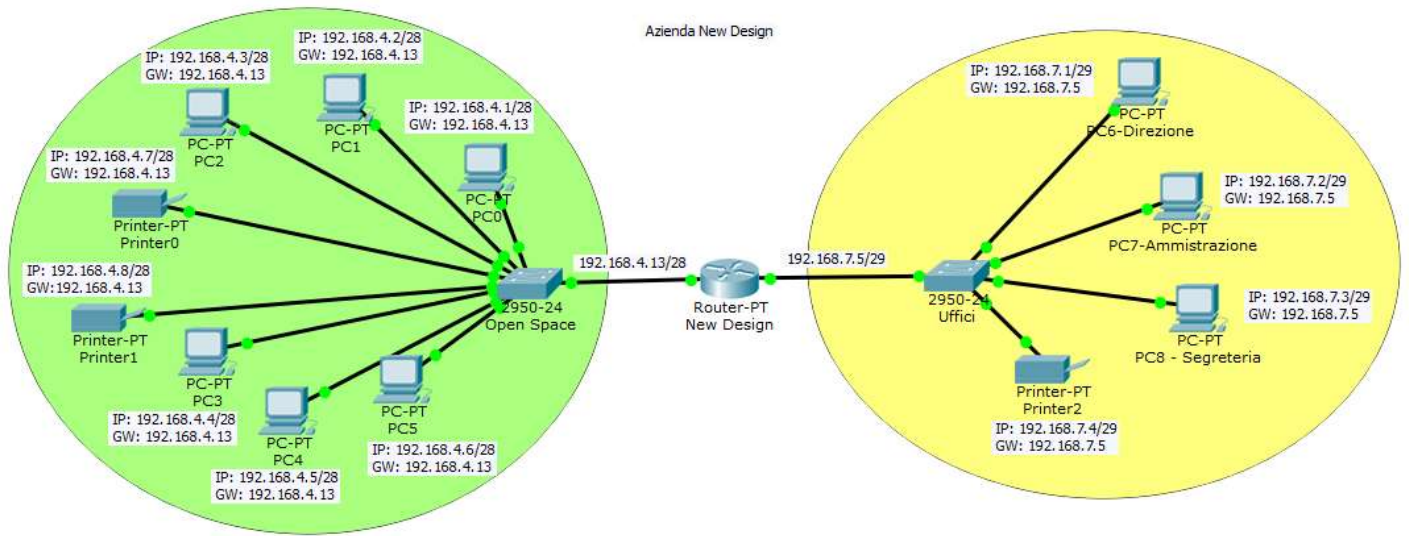 Azienda New Design
IP: 192.168.4.2/28
GW: 192.168.4.13
PC-PT
PC1
IP: 192.168.4.3/28
GW: 192.168.4.13
PC-PT
PC2
IP: 192.168.4.1/28
GW: 192.168.4.13
PC-PT
PC0
IP: 192.168.4.7/28
GW: 192.168.4.13
Printer-PT
Printer0
IP: 192.168.4.8/28
GW:192.168.4.13
Printer-PT
Printer1
PC-PT
PC3
IP: 192.168.4.4/28
GW: 192.168.4.13
PC-PT
PC4
IP: 192.168.4.5/28
GW: 192.168.4.13
PC-PT
PC5
IP: 192.168.4.6/28
GW: 192.168.4.13
2950-24
Open Space
192.168.4.13/28
Router-PT
New Design
192.168.7.5/29
2950-24
Uffici
IP: 192.168.7.1/29
GW: 192.168.7.5
PC-PT
PC6-Direzione
IP: 192.168.7.2/29
GW: 192.168.7.5
PC-PT
PC7-Ammistrazione
IP: 192.168.7.3/29
GW: 192.168.7.5
PC-PT
PC8 - Segreteria
Printer-PT
Printer2
IP: 192.168.7.4/29
GW: 192.168.7.5